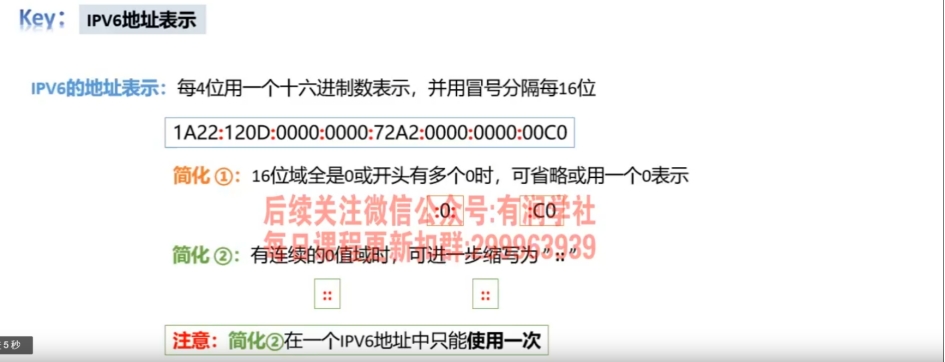 Key： IPV6地址表示
IPV6的地址表示：每4位用一个十六进制数表示，并用冒号分隔每16位
1A22:120D:0000:0000:72A2:0000:0000:00C0
简化①：16位域全是0或开头有多个0时，可省略或用一个0表示
:0: :C0
后续关注微信公众号:有润学社
每日课程更新扣群:299963939
简化②：有连续的0值域时，可进一步缩写为“::”
:: ::
注意：简化②在一个IPV6地址中只能使用一次
5秒